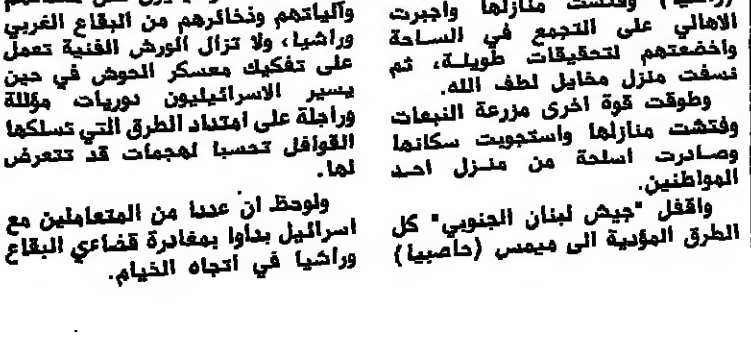 (راشيا) وفتشت منازلها واجبرت
الاهالي على التجمع في الساحة
واخضعتهم لتحقيقات طويلة، ثم
نسفت منزل مخايل لطف الله.
وطوقت قوة اخرى مزرعة النبعات
وفتشت منازلها واستجوبت سكانها
وصادرت اسلحة من منزل احد
المواطنين.
واقفل "جيش لبنان الجنوبي" كل
الطرق المؤدية الى ميمس (حاصبيا)
وآلياتهم وذخائرهم من البقاع الغربي
وراشيا، ولا تزال الورش الفنية تعمل
على تفكيك معسكر الحوش في حين
يسير الاسرائيليون دوريات مؤللة
وراجلة على امتداد الطرق التي تسلكها
القوافل تحسبا لهجمات قد تتعرض
لها.
ولوحظ ان عددا من المتعاملين مع
اسرائيل بدأوا بمغادرة قضاءي البقاع
وراشيا في أتجاه الخيام.